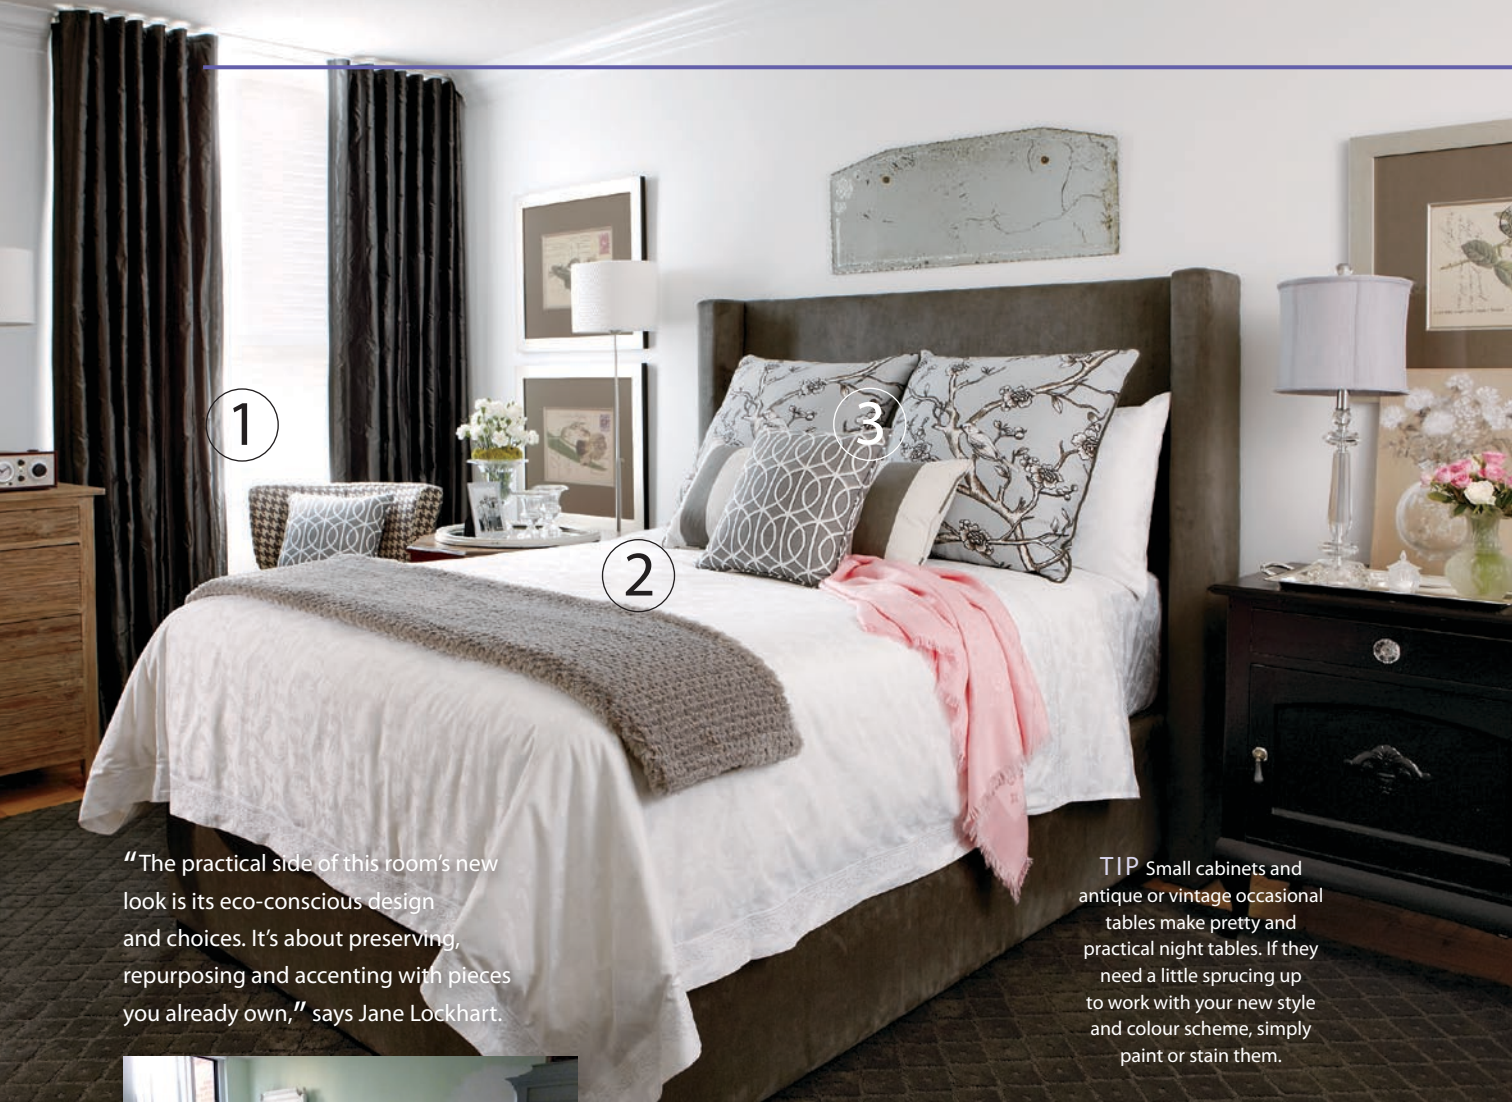 1
2
3
“The practical side of this room’s new
look is its eco-conscious design
and choices. It’s about preserving,
repurposing and accenting with pieces
you already own,” says Jane Lockhart.
TIP Small cabinets and
antique or vintage occasional
tables make pretty and
practical night tables. If they
need a little sprucing up
to work with your new style
and colour scheme, simply
paint or stain them.